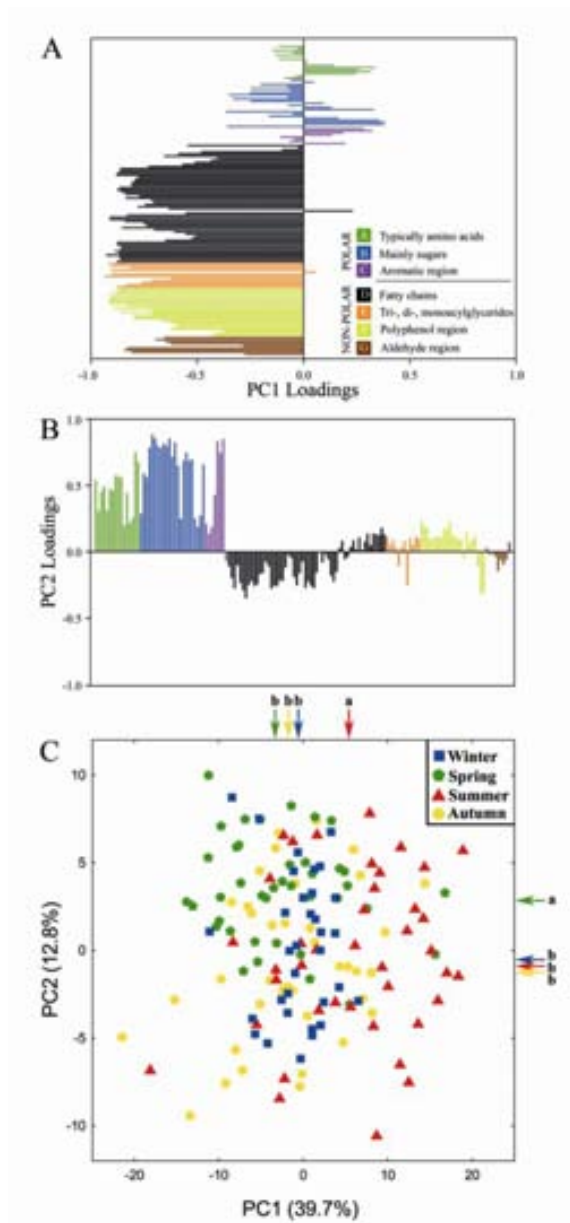 A
POLAR
A Typically amino acids
B Mainly sugars
C Aromatic region
NON-POLAR
D Fatty chains
E Tri-, di-, monoacylglycerides
Polyphenol region
G Aldehyde region
-1.0 -0.5 0.0 0.5 1.0
PC1 Loadings
B
1.0
0.5
0.0
-0.5
-1.0
PC2 Loadings
b b b a
C
Winter
Spring
Summer
Autumn
10
5
0
-5
-10
PC2 (12.8%)
a
b
b
b
-20 -10 0 10 20
PC1 (39.7%)